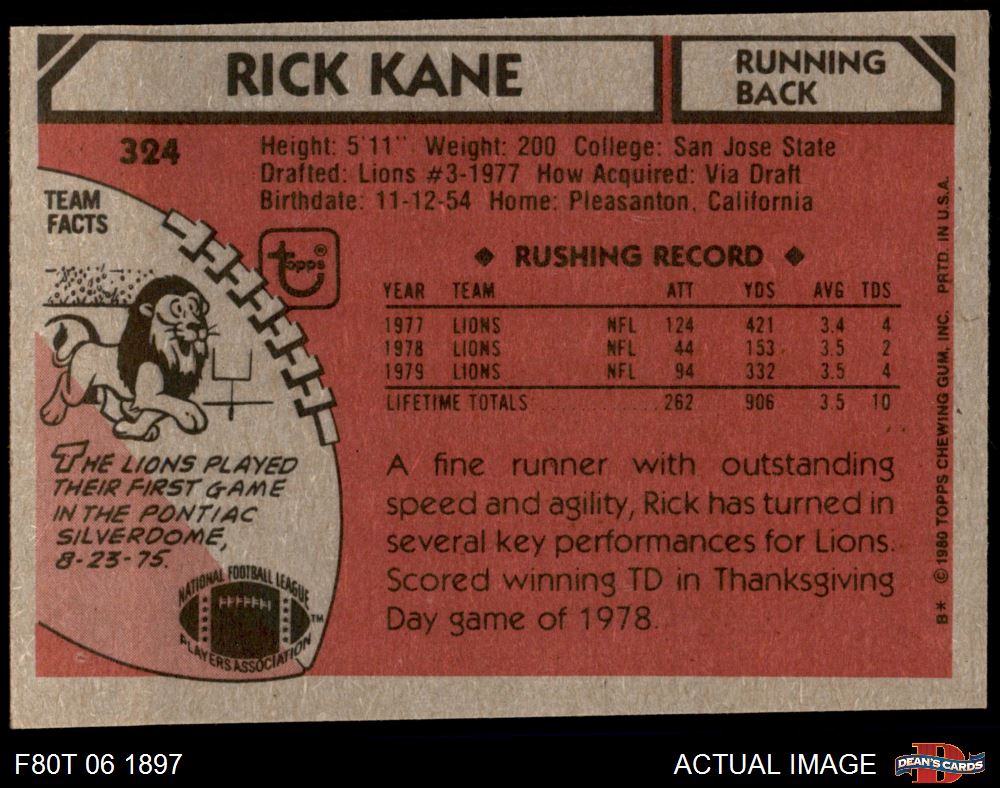 RICK KANE
RUNNING
BACK
324
Height: 5'11" Weight: 200 College: San Jose State
Drafted: Lions #3-1977 How Acquired: Via Draft
Birthdate: 11-12-54 Home: Pleasanton, California
TEAM
FACTS
topps®
◆ RUSHING RECORD ◆
YEAR TEAM ATT YDS AVG TDS
1977 LIONS NFL 124 421 3.4 4
1978 LIONS NFL 44 153 3.5 2
1979 LIONS NFL 94 332 3.5 4
LIFETIME TOTALS 262 906 3.5 10
THE LIONS PLAYED
THEIR FIRST GAME
IN THE PONTIAC
SILVERDOME,
8-23-75.
NATIONAL FOOTBALL LEAGUE
PLAYERS ASSOCIATION
TM
A fine runner with outstanding
speed and agility, Rick has turned in
several key performances for Lions.
Scored winning TD in Thanksgiving
Day game of 1978.
B* © 1980 TOPPS CHEWING GUM, INC. PRTD. IN U.S.A.
F80T 06 1897
ACTUAL IMAGE
D
DEAN'S CARDS